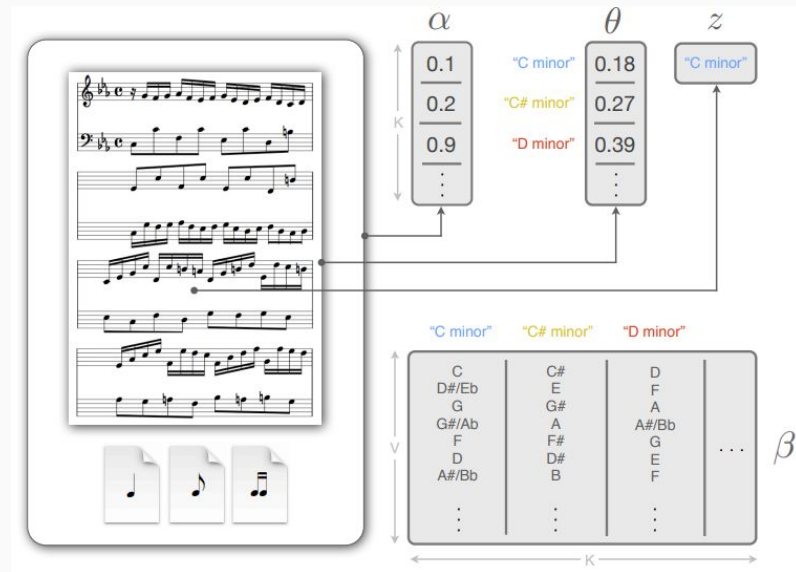 α θ z
0.1 "C minor" 0.18 "C minor"
0.2 "C# minor" 0.27
K
0.9 "D minor" 0.39
"C minor" "C# minor" "D minor"
C C# D
D#/Eb E F
G G# A
G#/Ab A A#/Bb
V F F# G ... β
D D# E
A#/Bb B F
K